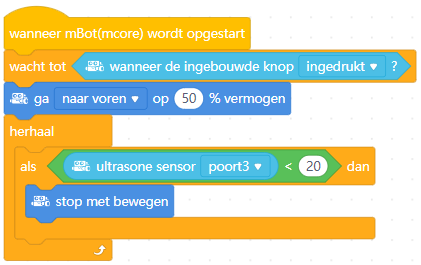 wanneer mBot(mcore) wordt opgestart
wacht tot wanneer de ingebouwde knop ingedrukt ?
ga naar voren op 50 % vermogen
herhaal
als ultrasone sensor poort3 < 20 dan
stop met bewegen